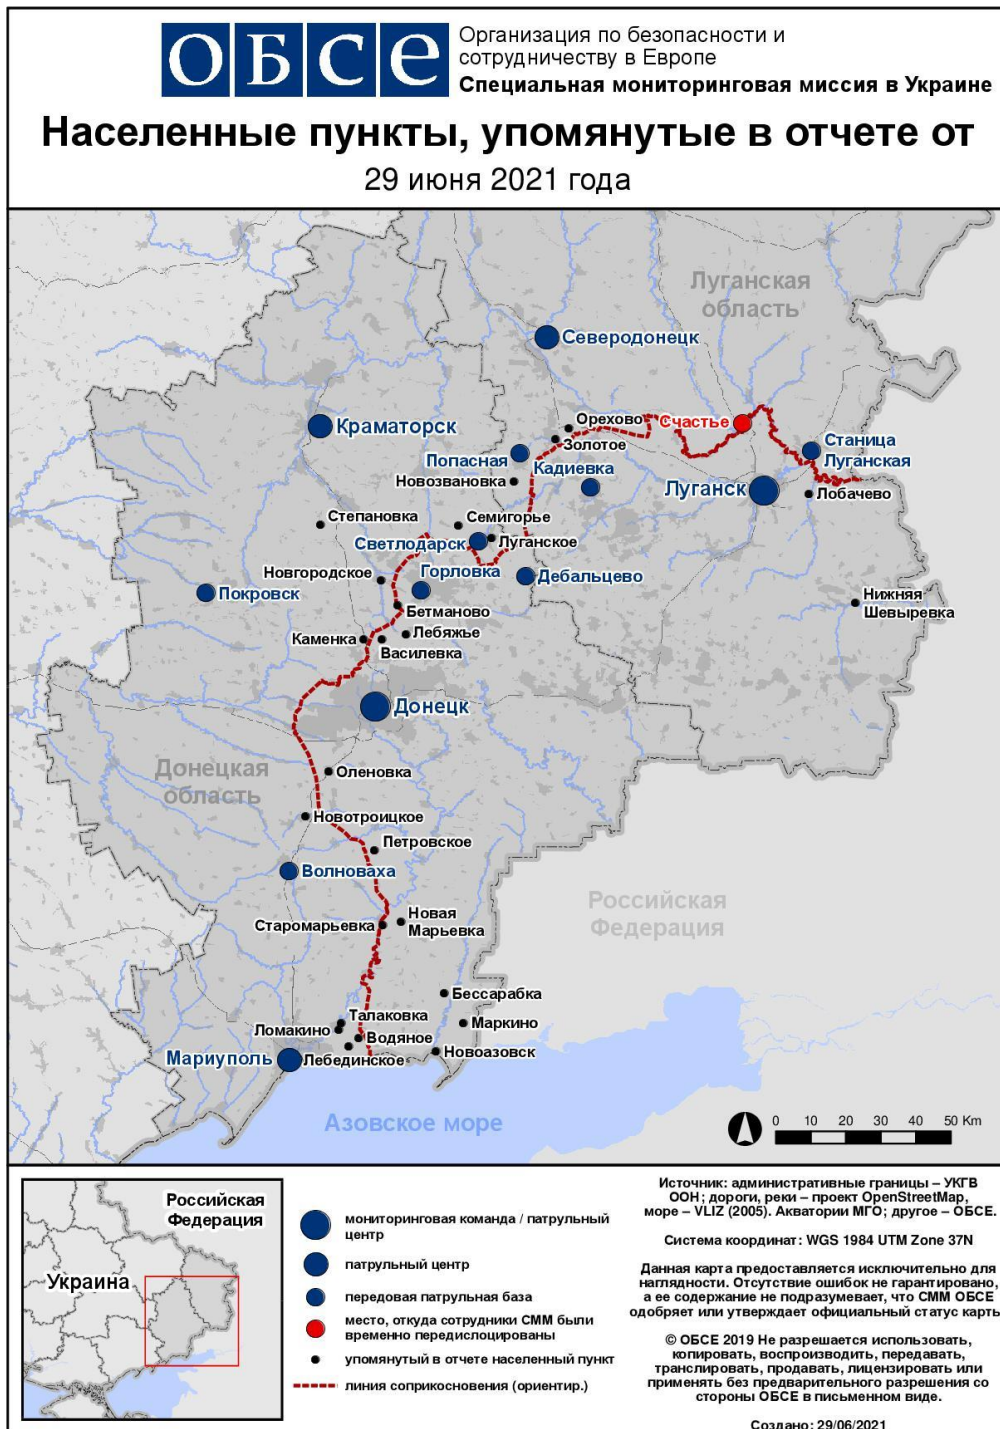 ОБСЕ
Организация по безопасности и
сотрудничеству в Европе
Специальная мониторинговая миссия в Украине
Населенные пункты, упомянутые в отчете от
29 июня 2021 года
Луганская
область
Северодонецк
Орехово
Счастье
Краматорск
Золотое
Станица
Луганская
Попасная
Кадиевка
Новозвановка
Луганск
Лобачево
Степановка
Семигорье
Светлодарск
Луганское
Новгородское
Горловка
Дебальцево
Покровск
Бетманово
Нижняя
Шевыревка
Каменка
Лебяжье
Василевка
Донецк
Донецкая
область
Оленовка
Новотроицкое
Петровское
Волноваха
Российская
Федерация
Старомарьевка
Новая
Марьевка
Бессарабка
Талаковка
Ломакино
Маркино
Водяное
Мариуполь
Лебединское
Новоазовск
Азовское море
0 10 20 30 40 50 Km
Российская
Федерация
Украина
мониторинговая команда / патрульный
центр
патрульный центр
передовая патрульная база
место, откуда сотрудники СММ были
временно передислоцированы
упомянутый в отчете населенный пункт
линия соприкосновения (ориентир.)
Источник: административные границы – УКГВ
ООН; дороги, реки – проект OpenStreetMap,
море – VLIZ (2005). Акватории МГО; другое – ОБСЕ.
Система координат: WGS 1984 UTM Zone 37N
Данная карта предоставляется исключительно для
наглядности. Отсутствие ошибок не гарантировано,
а ее содержание не подразумевает, что СММ ОБСЕ
одобряет или утверждает официальный статус карты
© ОБСЕ 2019 Не разрешается использовать,
копировать, воспроизводить, передавать,
транслировать, продавать, лицензировать или
применять без предварительного разрешения со
стороны ОБСЕ в письменном виде.
Создано: 29/06/2021